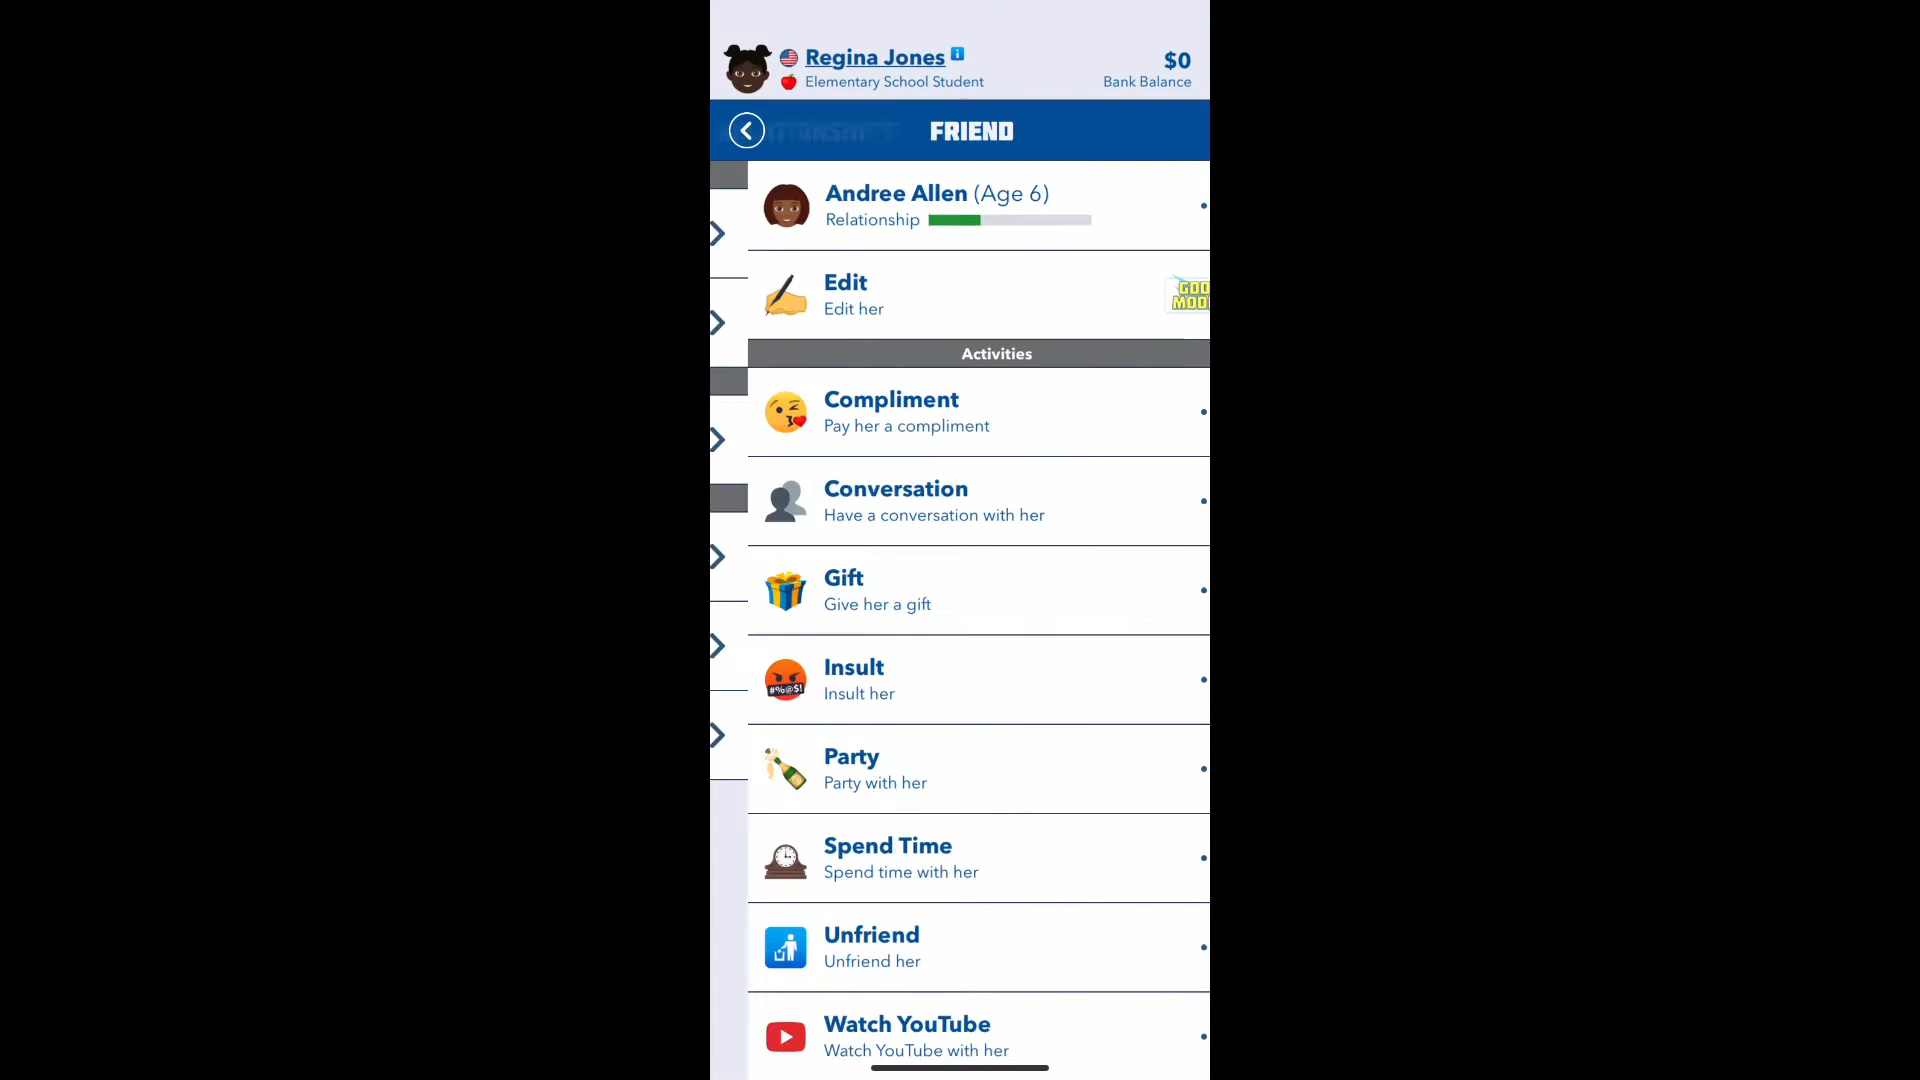 Regina Jones i
$0
Elementary School Student
Bank Balance
FRIEND
Andree Allen (Age 6)
Relationship
Edit
Edit her
GOD
Activities
Compliment
Pay her a compliment
Conversation
Have a conversation with her
Gift
Give her a gift
Insult
#%@$!
Insult her
Party
Party with her
Spend Time
Spend time with her
Unfriend
Unfriend her
Watch YouTube
Watch YouTube with her